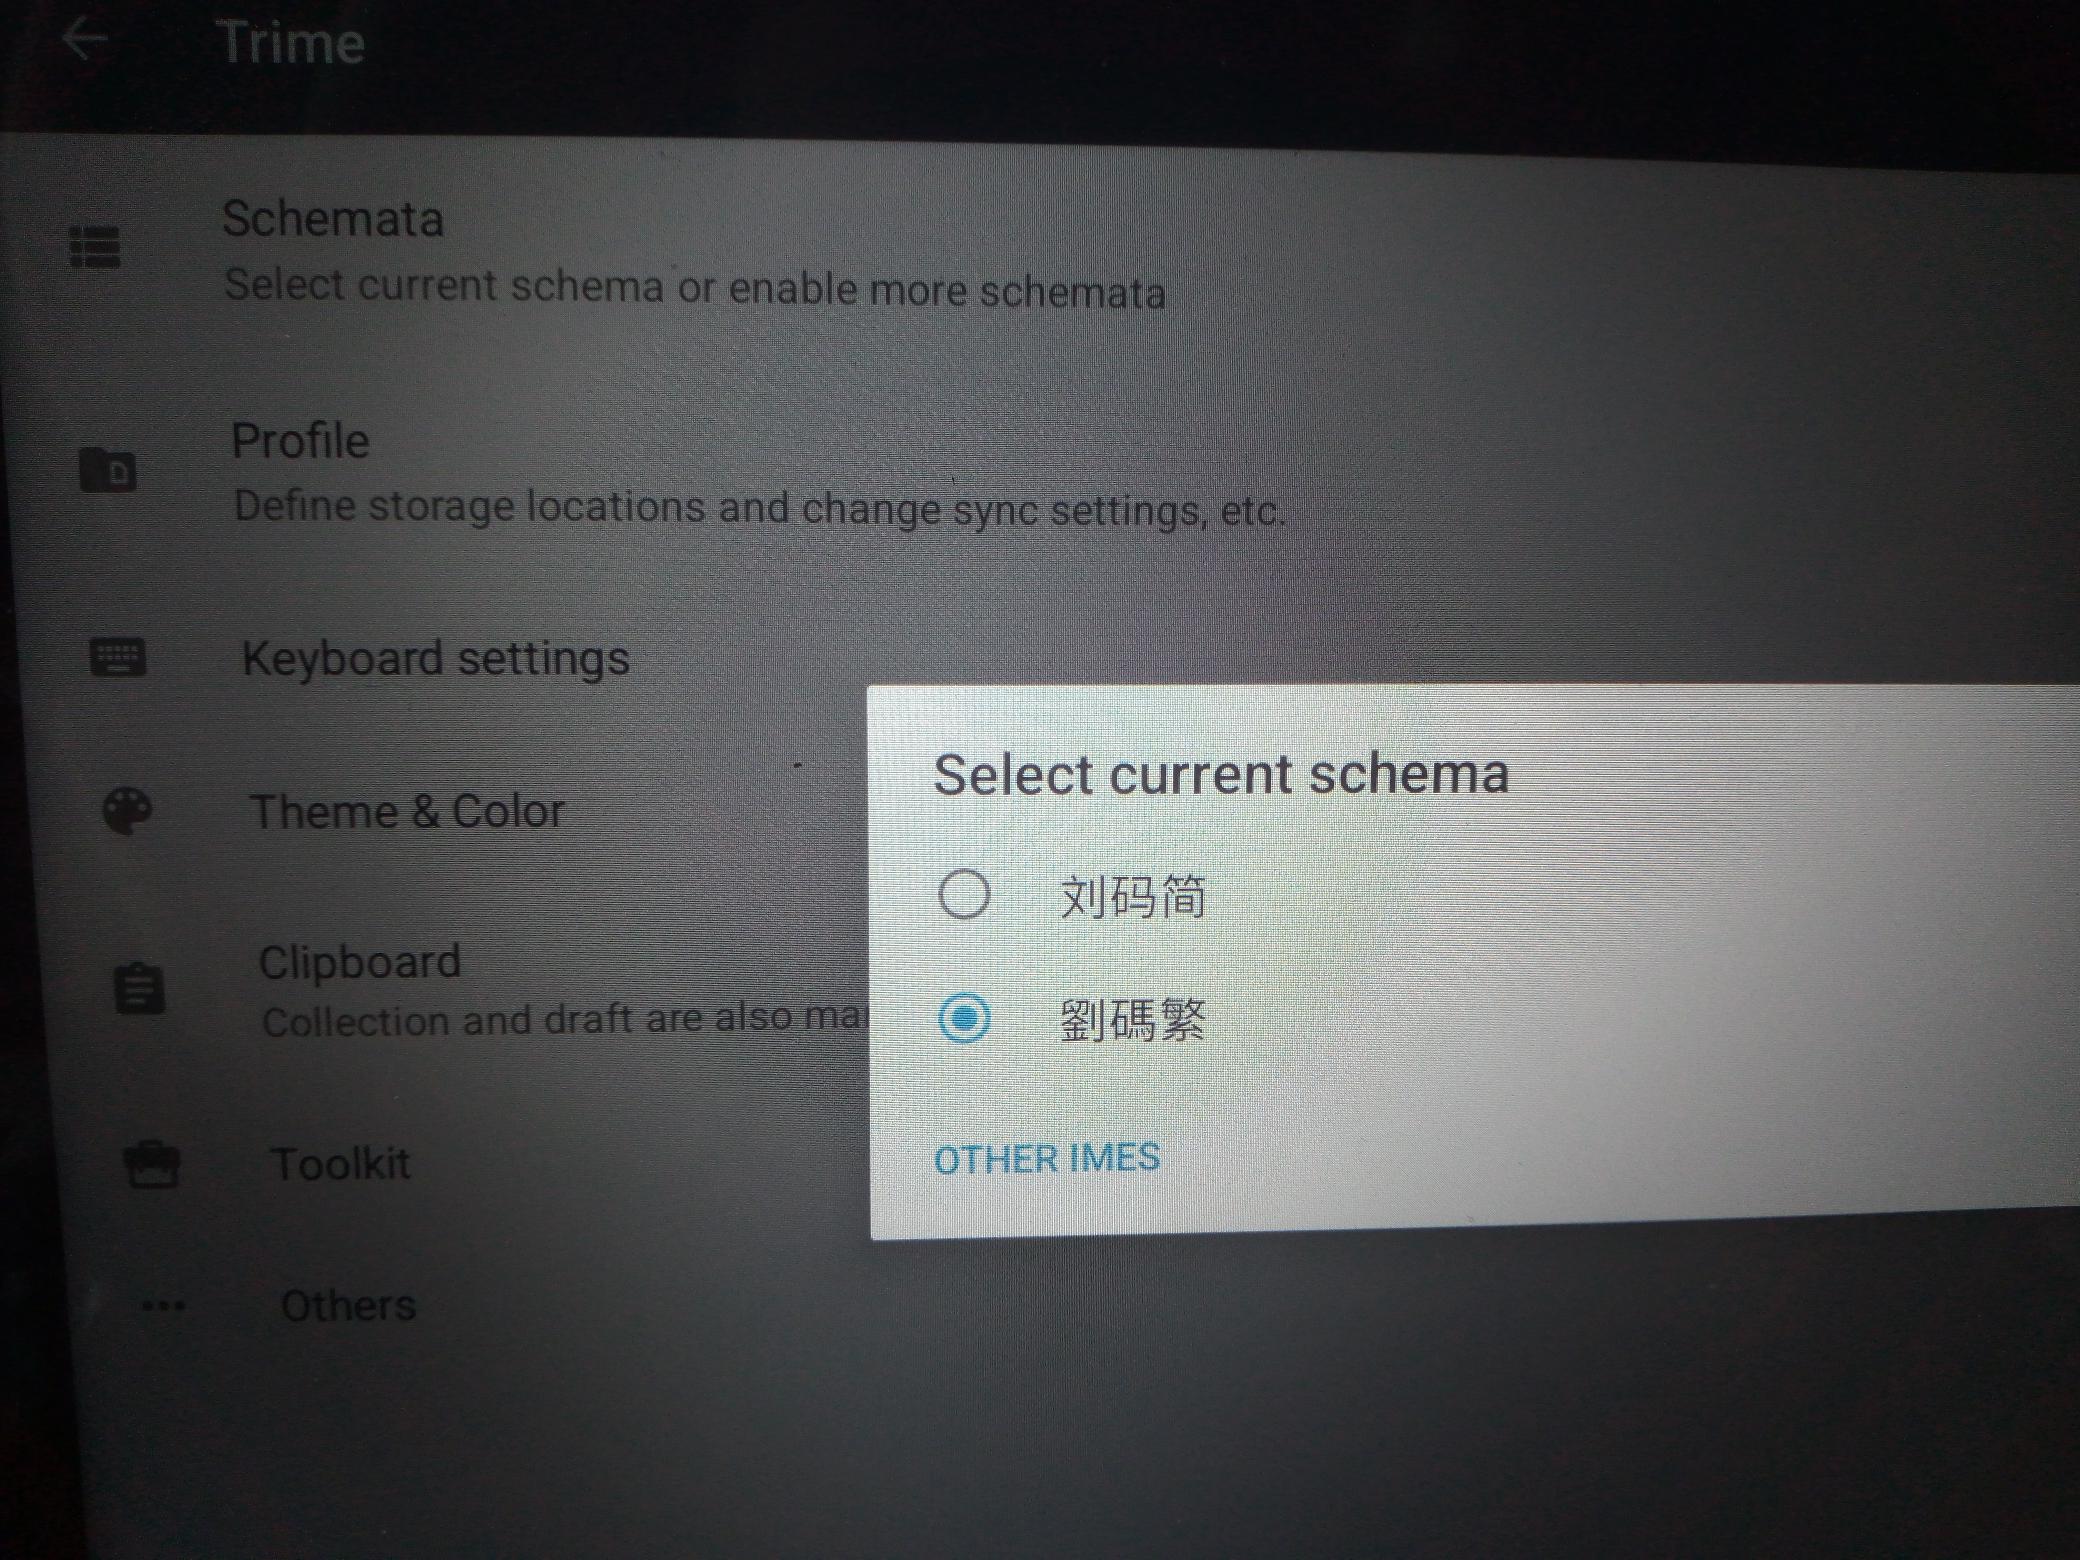 Trime
Schemata
Select current schema or enable more schemata
Profile
Define storage locations and change sync settings, etc.
Keyboard settings
Theme & Color
Clipboard
Collection and draft are also
Toolkit
Others
Select current schema
刘码简
劉碼繁
OTHER IMES